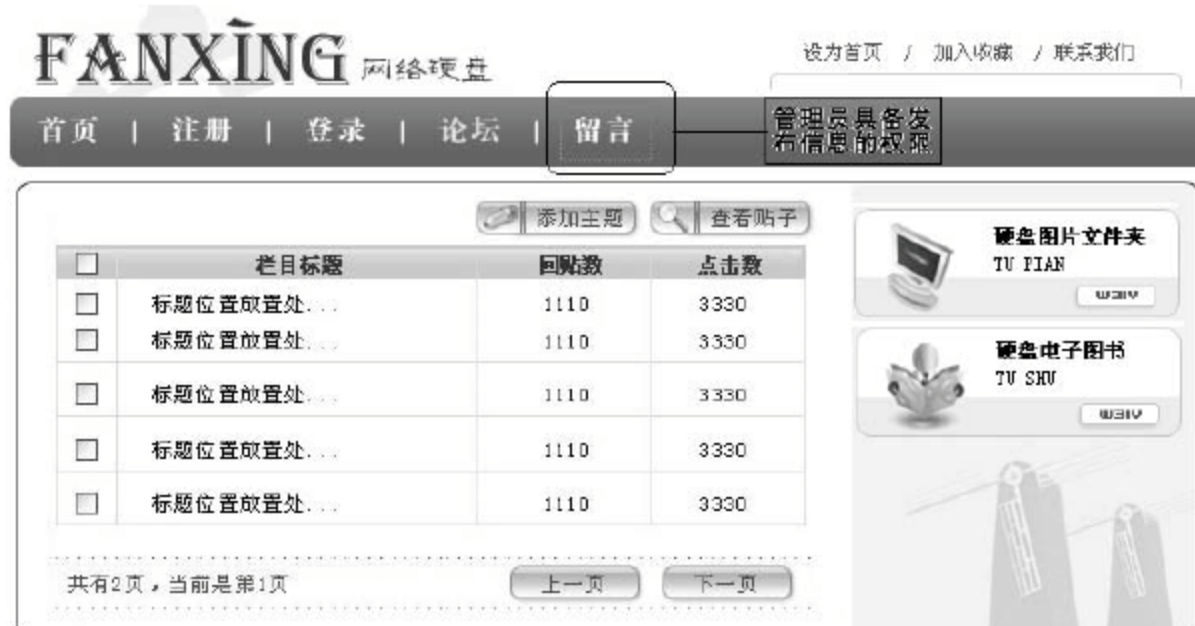 FANXING 网络硬盘
设为首页 / 加入收藏 / 联系我们
首页 | 注册 | 登录 | 论坛 | 留言
管理员具备发
布信息的权限
添加主题 查看贴子
栏目标题 回贴数 点击数
标题位置放置处... 1110 3330
标题位置放置处... 1110 3330
标题位置放置处... 1110 3330
标题位置放置处... 1110 3330
标题位置放置处... 1110 3330
共有2页，当前是第1页 上一页 下一页
硬盘图片文件夹
TU PIAN
硬盘电子图书
TU SHU